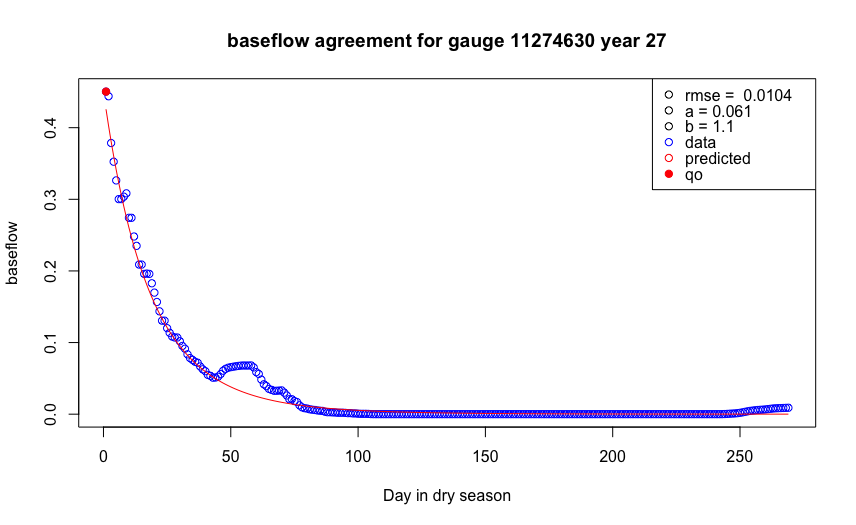 baseflow agreement for gauge 11274630 year 27
rmse =  0.0104
a = 0.061
b = 1.1
data
predicted
qo
baseflow
0.4
0.3
0.2
0.1
0.0
0 50 100 150 200 250
Day in dry season